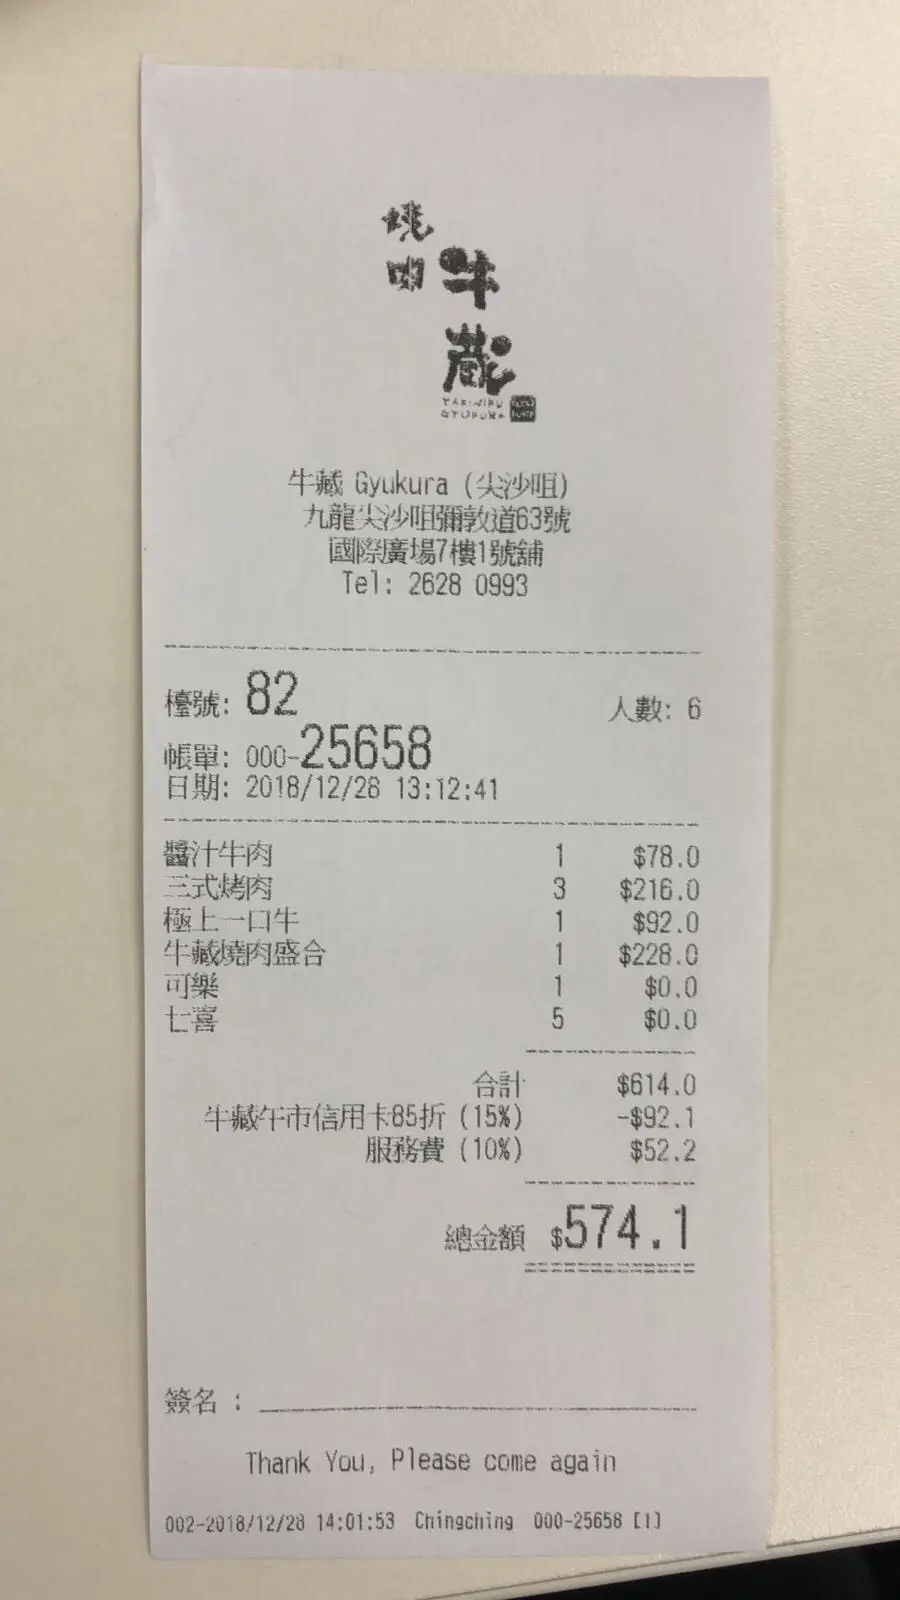 燒肉
牛蔵
YAKINIKU
GYUKURA
牛藏 Gyukura (尖沙咀)
九龍尖沙咀彌敦道63號
國際廣場7樓1號舖
Tel: 2628 0993
檯號: 82 人數: 6
帳單: 000-25658
日期: 2018/12/28 13:12:41
醬汁牛肉 1 $78.0
三式烤肉 3 $216.0
極上一口牛 1 $92.0
牛藏燒肉盛合 1 $228.0
可樂 1 $0.0
七喜 5 $0.0
合計 $614.0
牛藏午市信用卡85折 (15%) -$92.1
服務費 (10%) $52.2
總金額 $574.1
簽名 :
Thank You, Please come again
002-2018/12/28 14:01:53 Chingching 000-25658 [1]